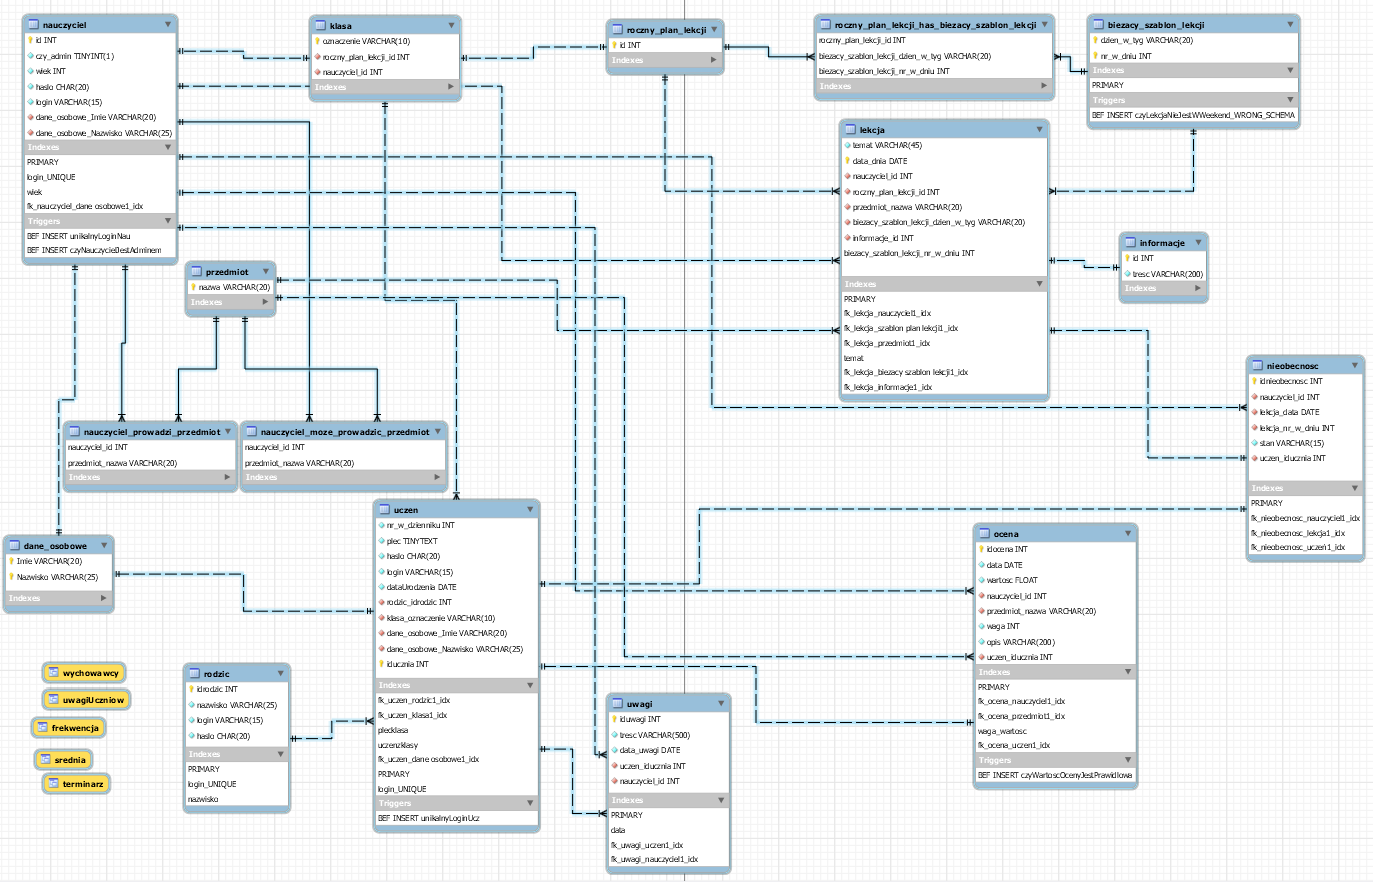 nauczyciel
id INT
czy_admin TINYINT(1)
wiek INT
haslo CHAR(20)
login VARCHAR(15)
dane_osobowe_Imie VARCHAR(20)
dane_osobowe_Nazwisko VARCHAR(25)
Indexes
PRIMARY
login_UNIQUE
wiek
fk_nauczyciel_dane osobowe1_idx
Triggers
BEF INSERT unikalnyLoginNau
BEF INSERT czyNauczycielJestAdminem
klasa
oznaczenie VARCHAR(10)
roczny_plan_lekcji_id INT
nauczyciel_id INT
Indexes
roczny_plan_lekcji
id INT
Indexes
roczny_plan_lekcji_has_biezacy_szablon_lekcji
roczny_plan_lekcji_id INT
biezacy_szablon_lekcji_dzien_w_tyg VARCHAR(20)
biezacy_szablon_lekcji_nr_w_dniu INT
Indexes
biezacy_szablon_lekcji
dzien_w_tyg VARCHAR(20)
nr_w_dniu INT
Indexes
PRIMARY
Triggers
BEF INSERT czyLekcjaNieJestWWeekend_WRONG_SCHEMA
lekcja
temat VARCHAR(45)
data_dnia DATE
nauczyciel_id INT
roczny_plan_lekcji_id INT
przedmiot_nazwa VARCHAR(20)
biezacy_szablon_lekcji_dzien_w_tyg VARCHAR(20)
informacje_id INT
biezacy_szablon_lekcji_nr_w_dniu INT
Indexes
PRIMARY
fk_lekcja_nauczyciel1_idx
fk_lekcja_szablon plan lekcji1_idx
fk_lekcja_przedmiot1_idx
temat
fk_lekcja_biezacy szablon lekcji1_idx
fk_lekcja_informacje1_idx
informacje
id INT
tresc VARCHAR(200)
Indexes
przedmiot
nazwa VARCHAR(20)
Indexes
nieobecnosc
idnieobecnosc INT
nauczyciel_id INT
lekcja_data DATE
lekcja_nr_w_dniu INT
stan VARCHAR(15)
uczen_iducznia INT
Indexes
PRIMARY
fk_nieobecnosc_nauczyciel1_idx
fk_nieobecnosc_lekcja1_idx
fk_nieobecnosc_uczeń1_idx
nauczyciel_prowadzi_przedmiot
nauczyciel_id INT
przedmiot_nazwa VARCHAR(20)
Indexes
nauczyciel_moze_prowadzic_przedmiot
nauczyciel_id INT
przedmiot_nazwa VARCHAR(20)
Indexes
uczen
nr_w_dzienniku INT
plec TINYTEXT
haslo CHAR(20)
login VARCHAR(15)
dataUrodzenia DATE
rodzic_idrodzic INT
klasa_oznaczenie VARCHAR(10)
dane_osobowe_Imie VARCHAR(20)
dane_osobowe_Nazwisko VARCHAR(25)
iducznia INT
Indexes
fk_uczen_rodzic1_idx
fk_uczen_klasa1_idx
plecklasa
uczenzklasy
fk_uczen_dane osobowe1_idx
PRIMARY
login_UNIQUE
Triggers
BEF INSERT unikalnyLoginUcz
dane_osobowe
Imie VARCHAR(20)
Nazwisko VARCHAR(25)
Indexes
ocena
idocena INT
data DATE
wartosc FLOAT
nauczyciel_id INT
przedmiot_nazwa VARCHAR(20)
waga INT
opis VARCHAR(200)
uczen_iducznia INT
Indexes
PRIMARY
fk_ocena_nauczyciel1_idx
fk_ocena_przedmiot1_idx
waga_wartosc
fk_ocena_uczen1_idx
Triggers
BEF INSERT czyWartoscOcenyJestPrawidlowa
wychowawcy
uwagiUczniow
frekwencja
srednia
terminarz
rodzic
idrodzic INT
nazwisko VARCHAR(25)
login VARCHAR(15)
haslo CHAR(20)
Indexes
PRIMARY
login_UNIQUE
nazwisko
uwagi
iduwagi INT
tresc VARCHAR(500)
data_uwagi DATE
uczen_iducznia INT
nauczyciel_id INT
Indexes
PRIMARY
data
fk_uwagi_uczen1_idx
fk_uwagi_nauczyciel1_idx